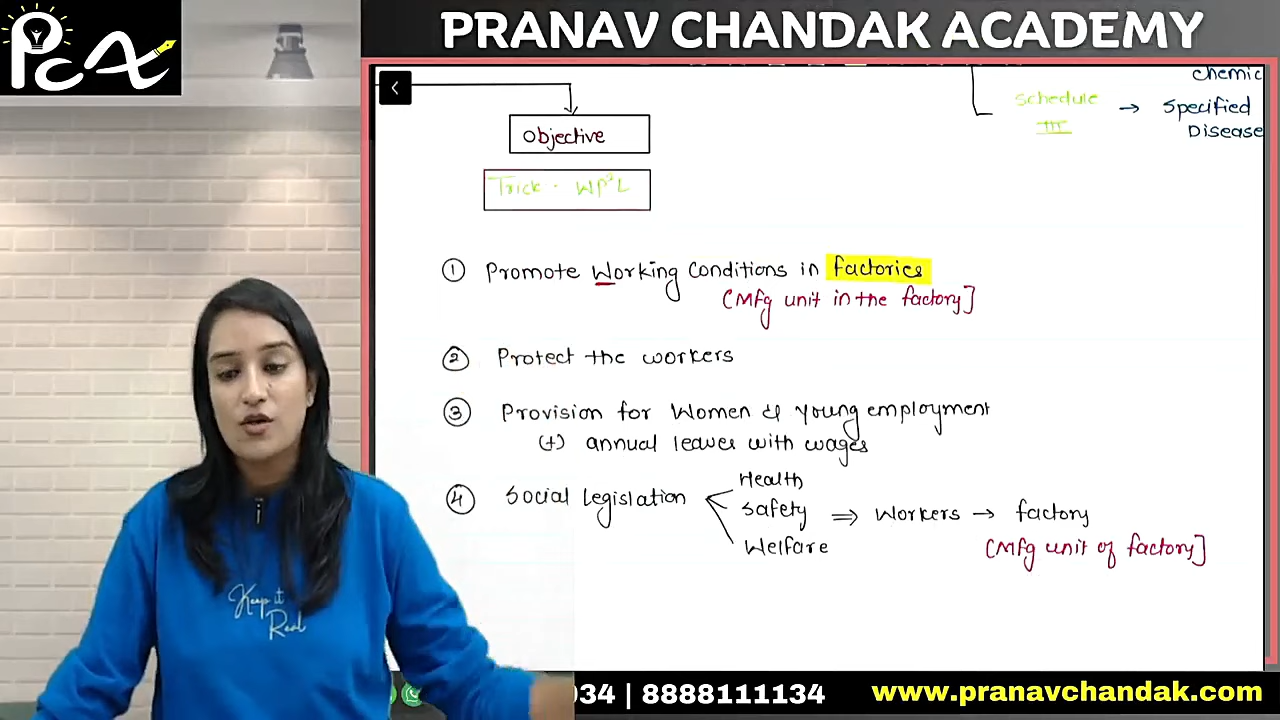 PCA
PRANAV CHANDAK ACADEMY
chemic
Schedule → Specified
III Disease
Objective
Trick - WP²L
① Promote Working Conditions in factories
[Mfg unit in the factory]
② Protect the workers
③ Provision for Women & young employment
(+) annual leaves with wages
④ Social legislation
Health
Safety ⇒ Workers → factory
Welfare
[Mfg unit of factory]
Keep it
Real
034 | 8888111134
www.pranavchandak.com